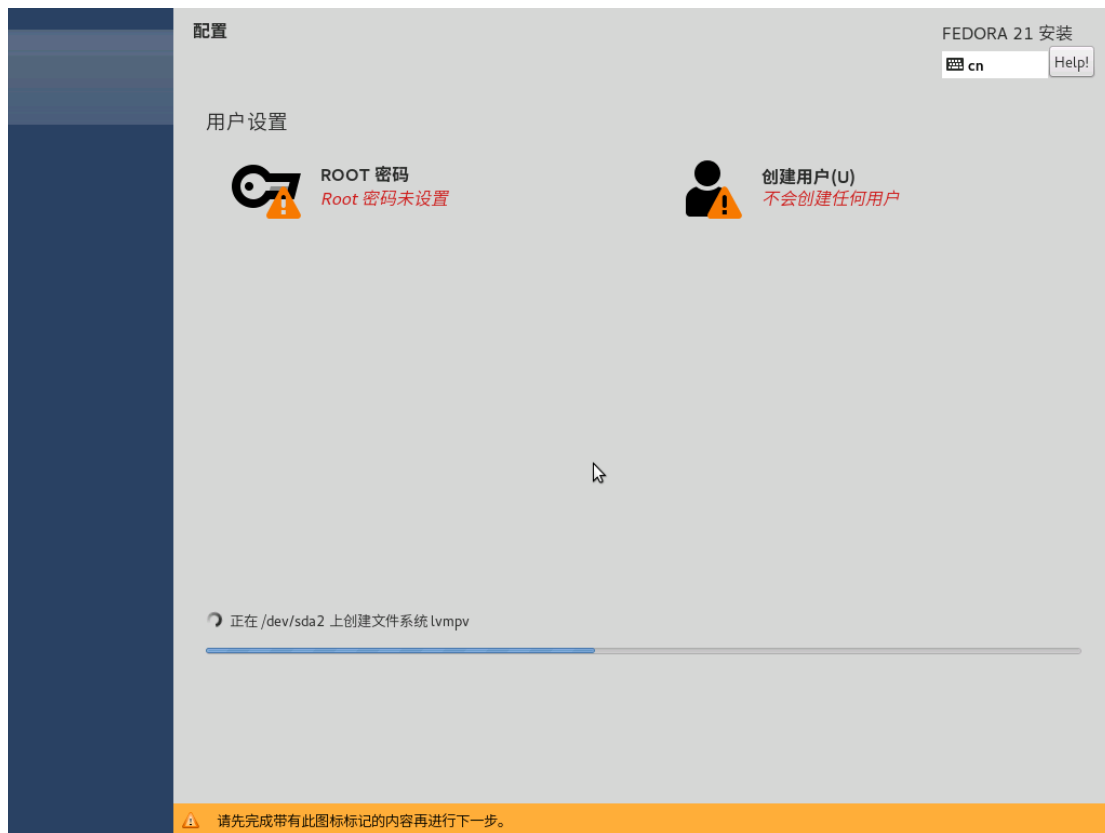 配置
FEDORA 21 安装
cn
Help!
用户设置
ROOT 密码
Root 密码未设置
创建用户(U)
不会创建任何用户
正在 /dev/sda2 上创建文件系统 lvmpv
请先完成带有此图标标记的内容再进行下一步。